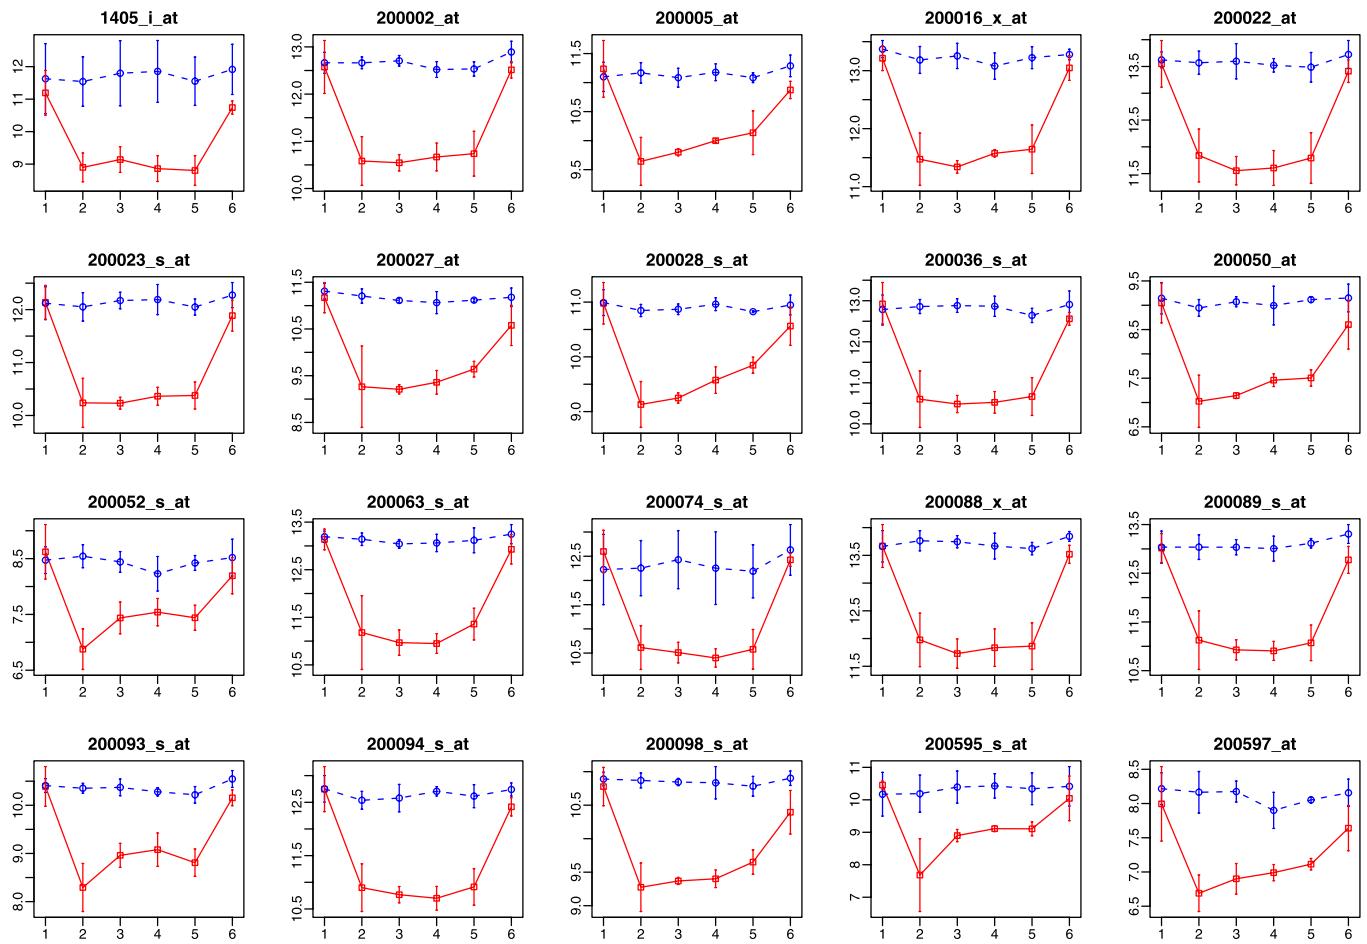 1405_i_at 200002_at 200005_at 200016_x_at 200022_at
12 11 10 9
13.0 12.0 11.0 10.0
11.5 10.5 9.5
13.0 12.0 11.0
13.5 12.5 11.5
1 2 3 4 5 6 1 2 3 4 5 6 1 2 3 4 5 6 1 2 3 4 5 6 1 2 3 4 5 6
200023_s_at 200027_at 200028_s_at 200036_s_at 200050_at
12.0 11.0 10.0
11.5 10.5 9.5 8.5
11.0 10.0 9.0
13.0 12.0 11.0 10.0
9.5 8.5 7.5 6.5
1 2 3 4 5 6 1 2 3 4 5 6 1 2 3 4 5 6 1 2 3 4 5 6 1 2 3 4 5 6
200052_s_at 200063_s_at 200074_s_at 200088_x_at 200089_s_at
8.5 7.5 6.5
13.5 12.5 11.5 10.5
12.5 11.5 10.5
13.5 12.5 11.5
13.5 12.5 11.5 10.5
1 2 3 4 5 6 1 2 3 4 5 6 1 2 3 4 5 6 1 2 3 4 5 6 1 2 3 4 5 6
200093_s_at 200094_s_at 200098_s_at 200595_s_at 200597_at
10.0 9.0 8.0
12.5 11.5 10.5
10.5 9.5 9.0
11 10 9 8 7
8.5 8.0 7.5 7.0 6.5
1 2 3 4 5 6 1 2 3 4 5 6 1 2 3 4 5 6 1 2 3 4 5 6 1 2 3 4 5 6